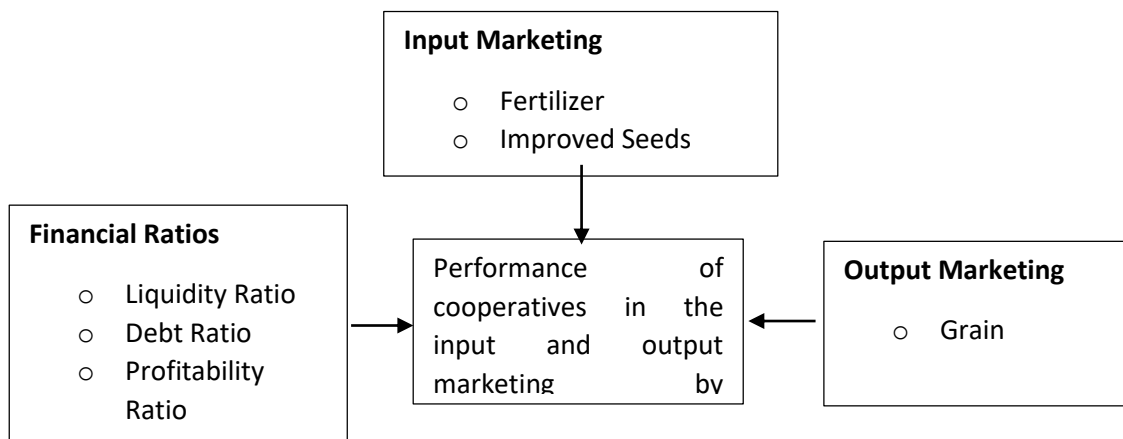 Input Marketing
○ Fertilizer
○ Improved Seeds
Financial Ratios
○ Liquidity Ratio
○ Debt Ratio
○ Profitability
Ratio
Performance of
cooperatives in the
input and output
marketing by
Output Marketing
○ Grain